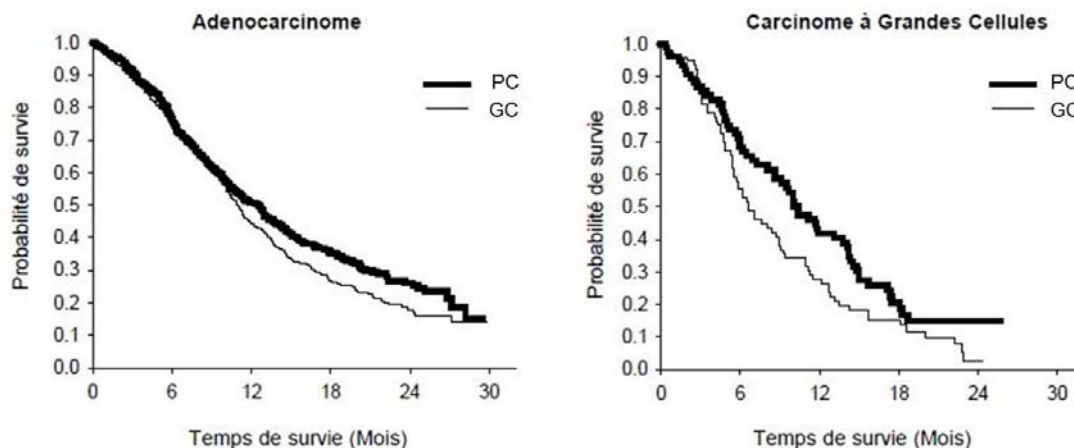 Adenocarcinome
Probabilité de survie
1.0
0.9
0.8
0.7
0.6
0.5
0.4
0.3
0.2
0.1
0.0
0 6 12 18 24 30
Temps de survie (Mois)
PC
GC
Carcinome à Grandes Cellules
Probabilité de survie
1.0
0.9
0.8
0.7
0.6
0.5
0.4
0.3
0.2
0.1
0.0
0 6 12 18 24 30
Temps de survie (Mois)
PC
GC